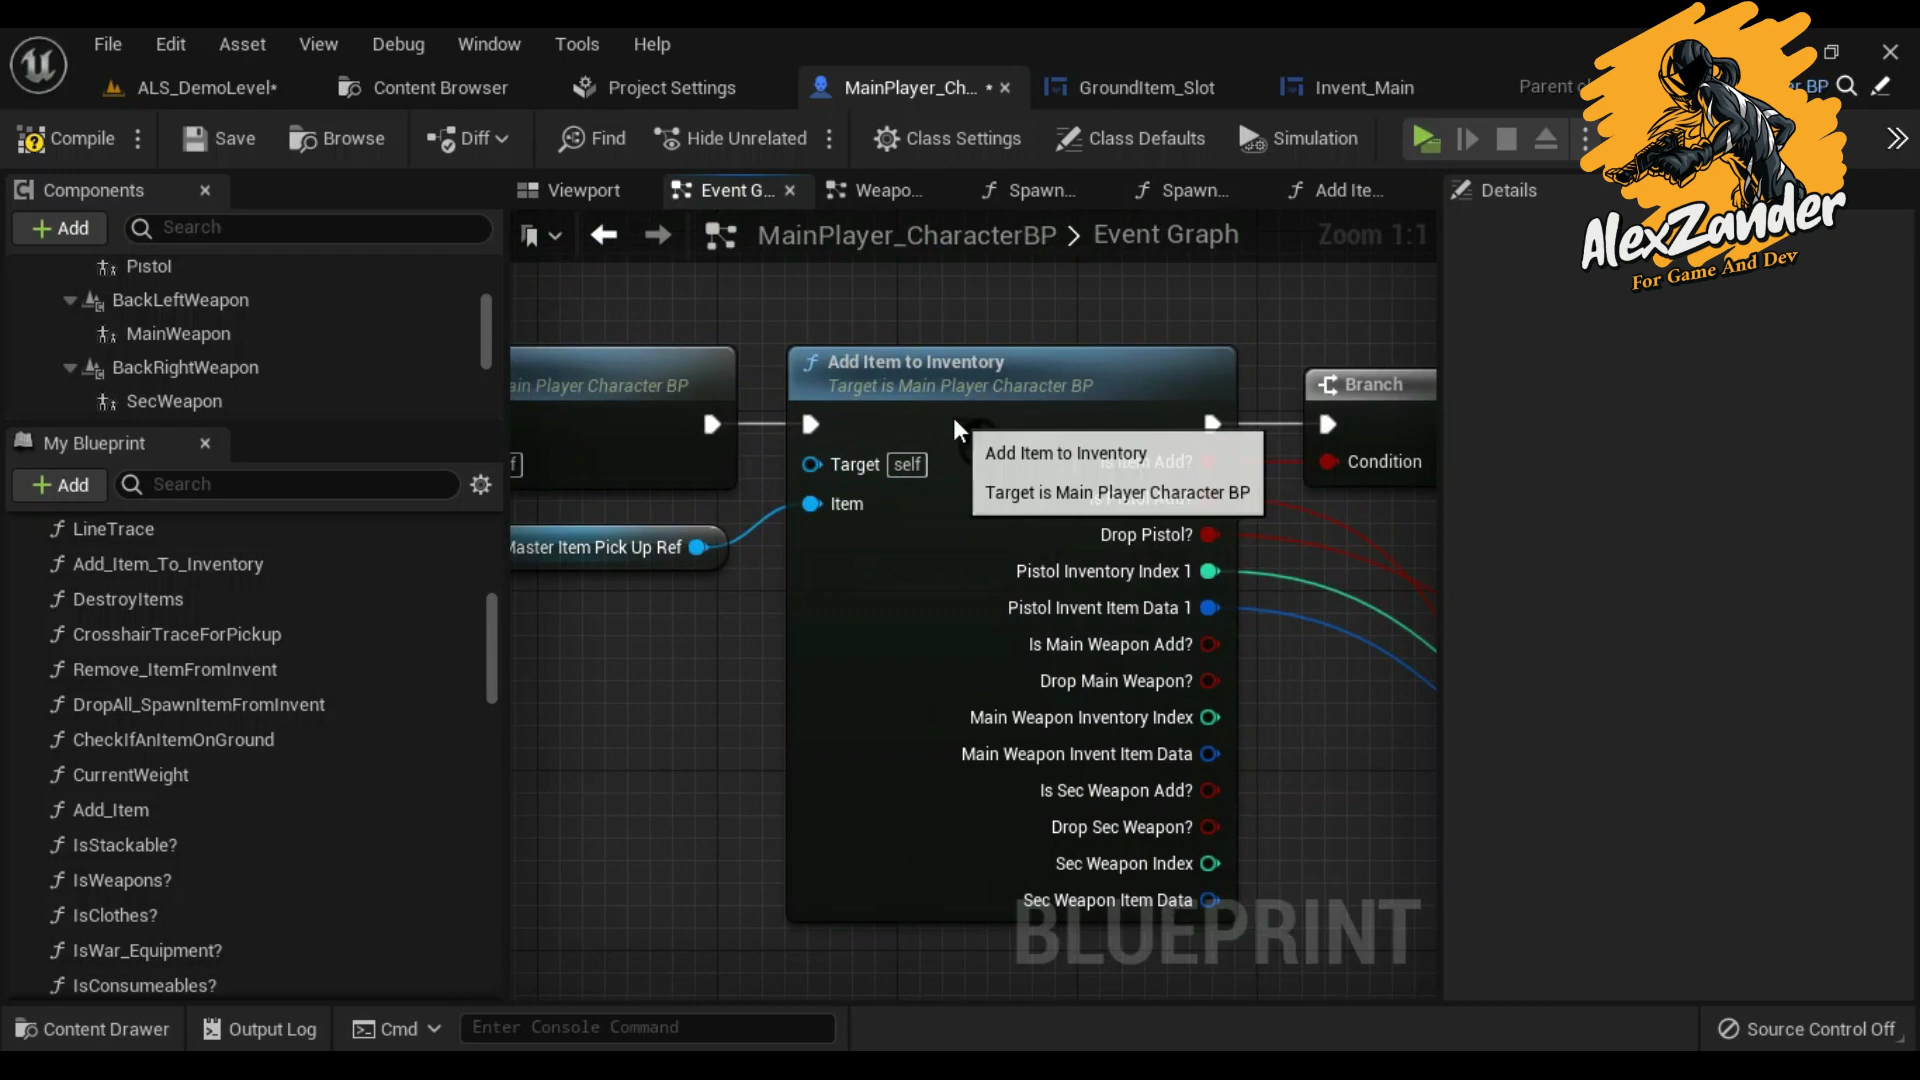 File Edit Asset View Debug Window Tools Help
ALS_DemoLevel* Content Browser Project Settings MainPlayer_Ch... * GroundItem_Slot Invent_Main Parent BP
Compile Save Browse Diff Find Hide Unrelated Class Settings Class Defaults Simulation
AlexZander
For Game And Dev
Components Viewport Event G... Weapo... Spawn... Spawn... Add Ite... Details
Add Search
MainPlayer_CharacterBP > Event Graph Zoom 1:1
Pistol
BackLeftWeapon
MainWeapon
BackRightWeapon
SecWeapon
My Blueprint
Add Search
LineTrace
Add_Item_To_Inventory
DestroyItems
CrosshairTraceForPickup
Remove_ItemFromInvent
DropAll_SpawnItemFromInvent
CheckIfAnItemOnGround
CurrentWeight
Add_Item
IsStackable?
IsWeapons?
IsClothes?
IsWar_Equipment?
IsConsumeables?
ain Player Character BP
Master Item Pick Up Ref
Add Item to Inventory
Target is Main Player Character BP
Target self
Item
Add Item to Inventory
Target is Main Player Character BP
Is Item Add?
Drop Pistol?
Pistol Inventory Index 1
Pistol Invent Item Data 1
Is Main Weapon Add?
Drop Main Weapon?
Main Weapon Inventory Index
Main Weapon Invent Item Data
Is Sec Weapon Add?
Drop Sec Weapon?
Sec Weapon Index
Sec Weapon Item Data
Branch
Condition
BLUEPRINT
Content Drawer Output Log Cmd Enter Console Command Source Control Off